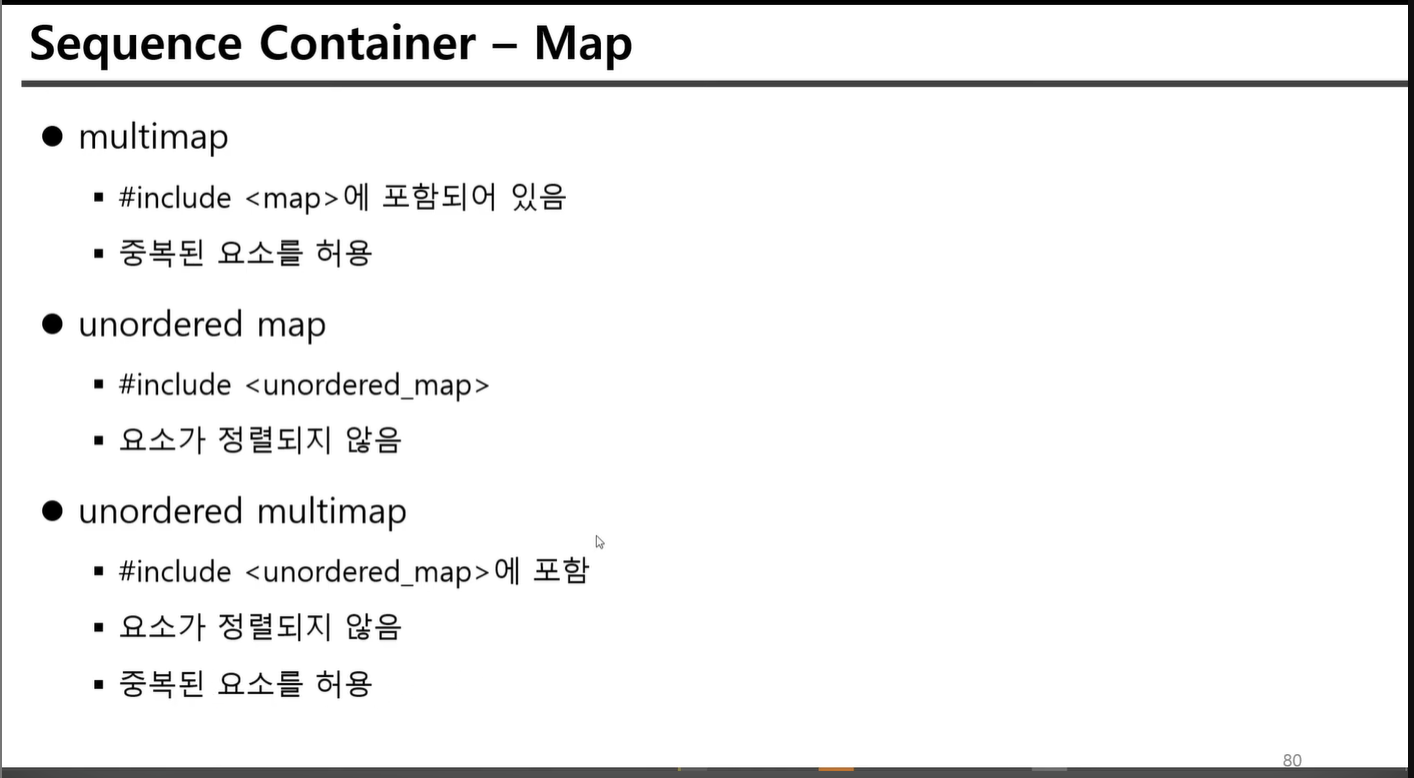 Sequence Container – Map
● multimap
▪ #include <map>에 포함되어 있음
▪ 중복된 요소를 허용
● unordered map
▪ #include <unordered_map>
▪ 요소가 정렬되지 않음
● unordered multimap
▪ #include <unordered_map>에 포함
▪ 요소가 정렬되지 않음
▪ 중복된 요소를 허용
80